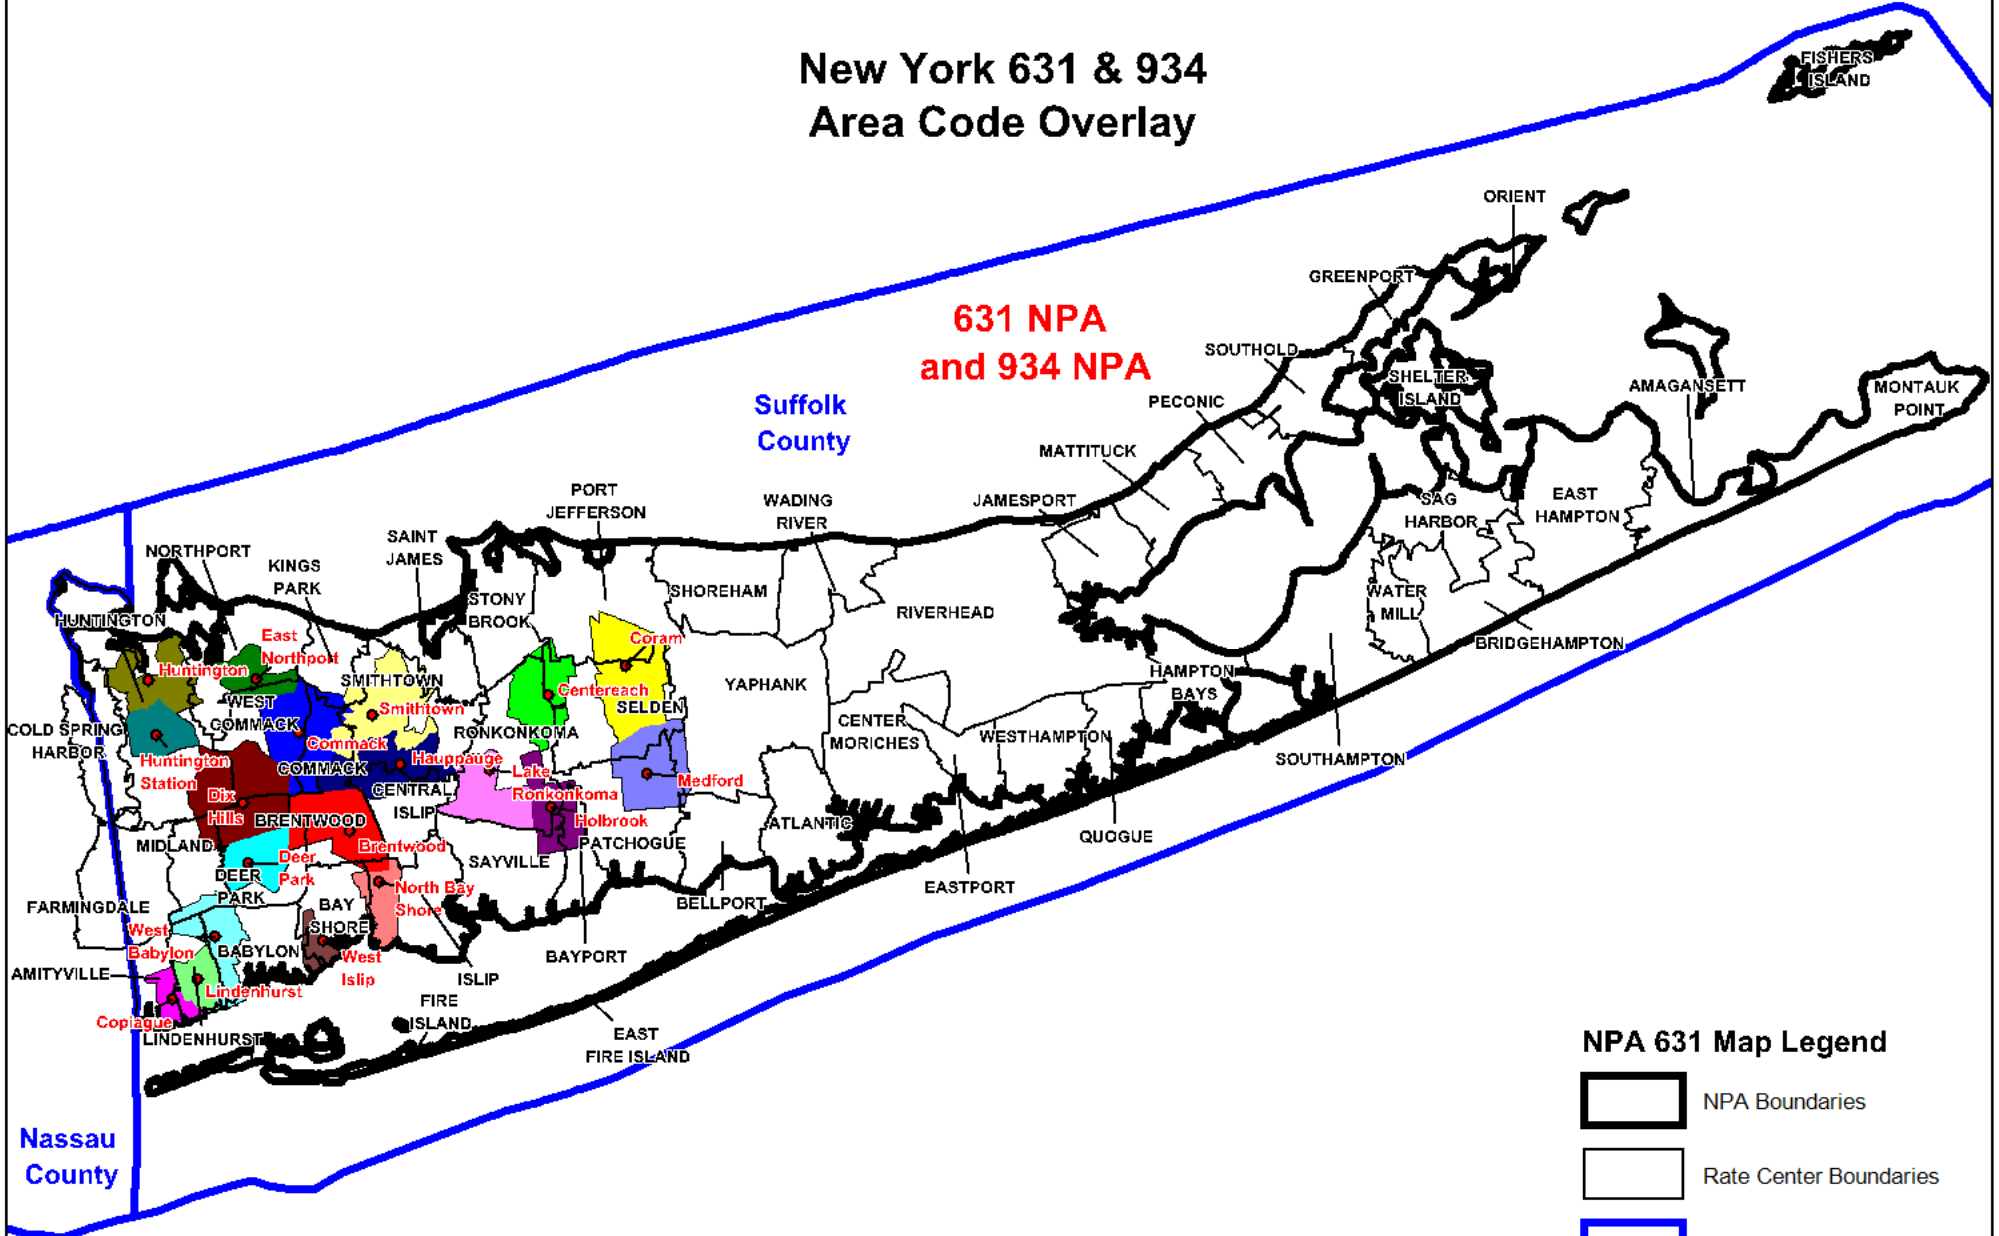 New York 631 & 934
Area Code Overlay
FISHERS
ISLAND
ORIENT
GREENPORT
631 NPA
and 934 NPA
SOUTHOLD
SHELTER
ISLAND
AMAGANSETT
MONTAUK
POINT
PECONIC
Suffolk
County
MATTITUCK
JAMESPORT
PORT
JEFFERSON
WADING
RIVER
SAG
HARBOR
EAST
HAMPTON
SAINT
JAMES
NORTHPORT
KINGS
PARK
STONY
BROOK
SHOREHAM
RIVERHEAD
WATER
MILL
HUNTINGTON
East
Northport
Coram
BRIDGEHAMPTON
Huntington
SMITHTOWN
YAPHANK
HAMPTON
BAYS
Centereach
WEST
COMMACK
Smithtown
SELDEN
COLD SPRING
HARBOR
RONKONKOMA
CENTER
MORICHES
WESTHAMPTON
Commack
Huntington
Station
COMMACK
Hauppauge
Lake
Ronkonkoma
Medford
SOUTHAMPTON
CENTRAL
ISLIP
Dix
Hills
BRENTWOOD
Holbrook
ATLANTIC
QUOGUE
MIDLAND
Brentwood
PATCHOGUE
SAYVILLE
Deer
Park
DEER
PARK
North Bay
Shore
EASTPORT
FARMINGDALE
BAY
SHORE
BELLPORT
West
Babylon
BABYLON
West
Islip
BAYPORT
AMITYVILLE
ISLIP
Lindenhurst
FIRE
ISLAND
Copiague
LINDENHURST
EAST
FIRE ISLAND
NPA 631 Map Legend
NPA Boundaries
Nassau
County
Rate Center Boundaries